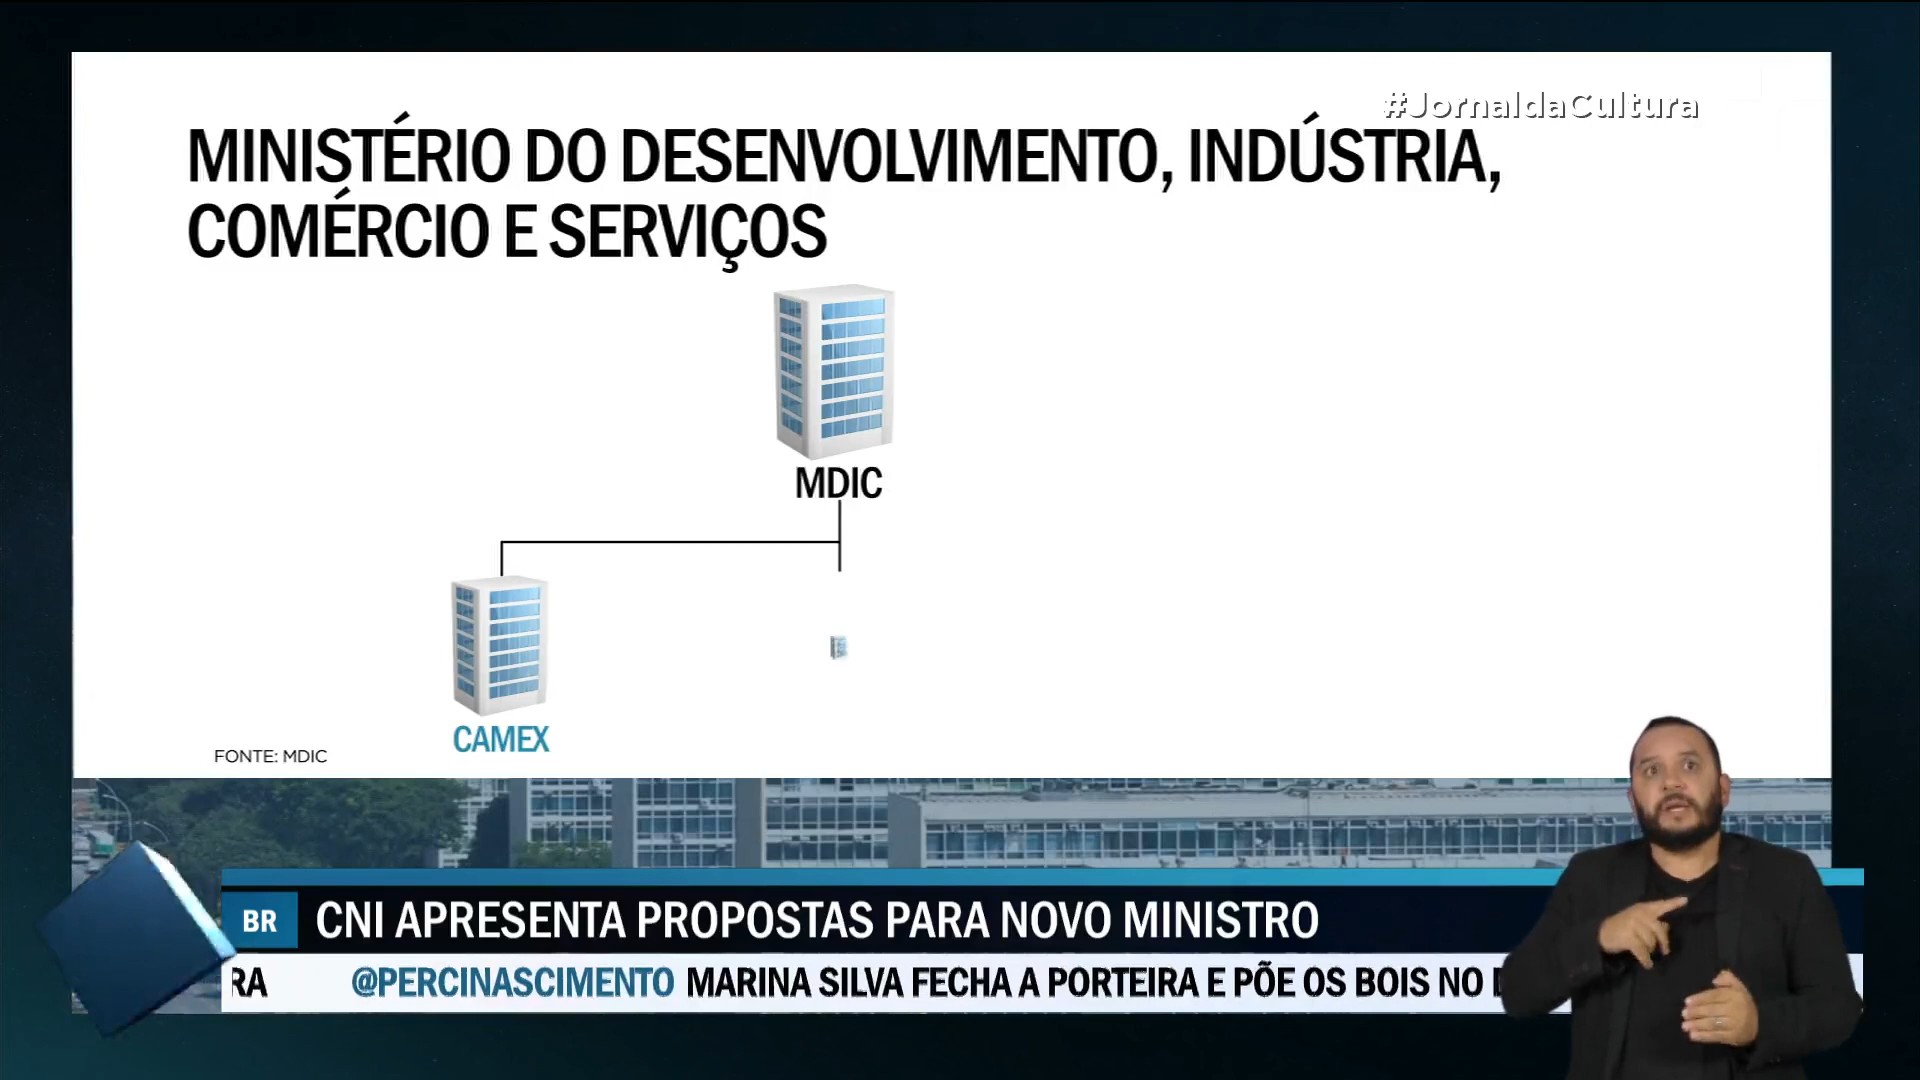 #JornaldaCultura
MINISTÉRIO DO DESENVOLVIMENTO, INDÚSTRIA,
COMÉRCIO E SERVIÇOS
MDIC
CAMEX
FONTE: MDIC
BR CNI APRESENTA PROPOSTAS PARA NOVO MINISTRO
RA @PERCINASCIMENTO MARINA SILVA FECHA A PORTEIRA E PÕE OS BOIS NO